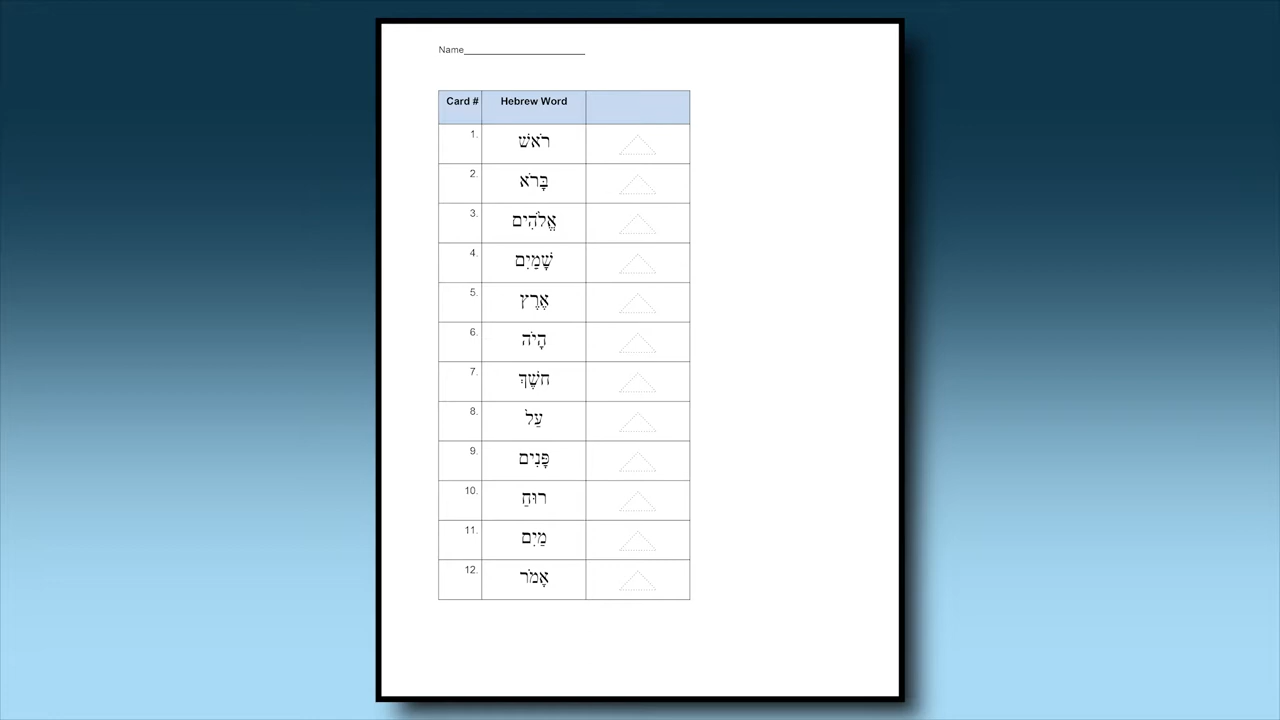 Name____________________
Card # Hebrew Word
1. רֹאשׁ
2. בָּרֹא
3. אֱלֹהִים
4. שָׁמַיִם
5. אֶרֶץ
6. הָיֹה
7. חֹשֶׁךְ
8. עַל
9. פָּנִים
10. רוּחַ
11. מַיִם
12. אָמֹר